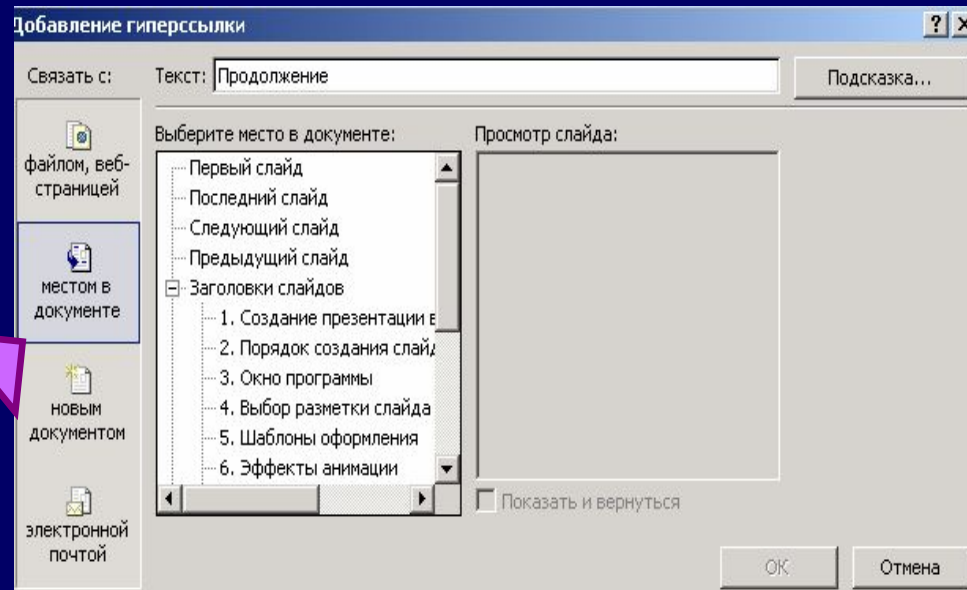 Добавление гиперссылки
Связать с:
Текст: Продолжение
Подсказка...
файлом, веб-
страницей
местом в
документе
новым
документом
электронной
почтой
Выберите место в документе:
Первый слайд
Последний слайд
Следующий слайд
Предыдущий слайд
Заголовки слайдов
1. Создание презентации в
2. Порядок создания слайд
3. Окно программы
4. Выбор разметки слайда
5. Шаблоны оформления
6. Эффекты анимации
Просмотр слайда:
Показать и вернуться
ОК
Отмена